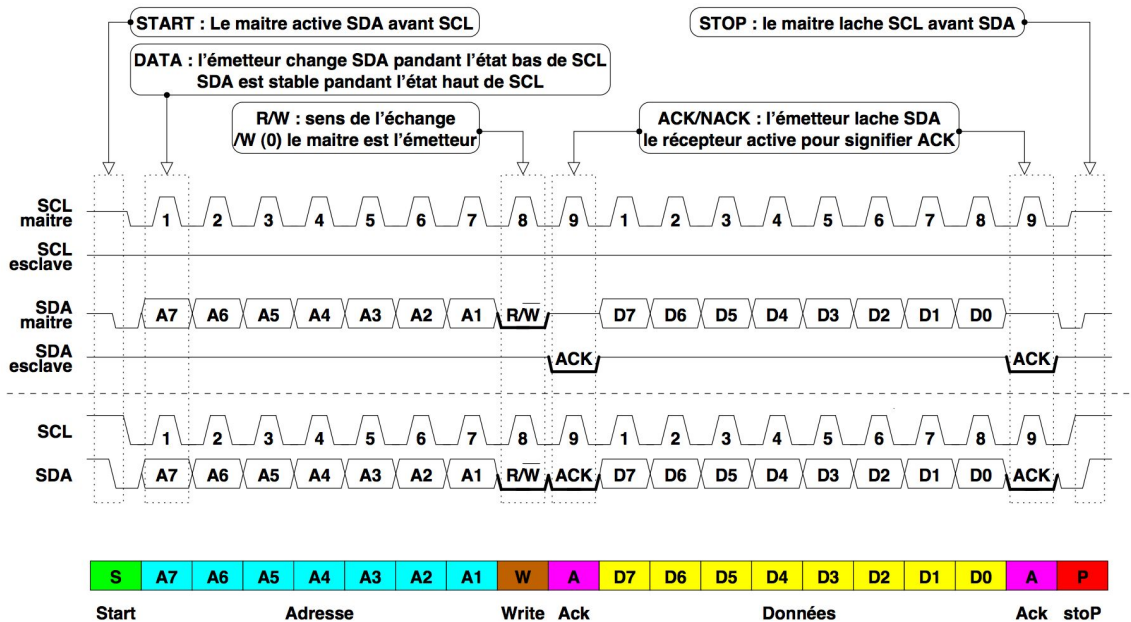 START : Le maitre active SDA avant SCL
STOP : le maitre lache SCL avant SDA
DATA : l'émetteur change SDA pandant l'état bas de SCL
SDA est stable pandant l'état haut de SCL
R/W : sens de l'échange
/W (0) le maitre est l'émetteur
ACK/NACK : l'émetteur lache SDA
le récepteur active pour signifier ACK
SCL
maitre
1 2 3 4 5 6 7 8 9 1 2 3 4 5 6 7 8 9
SCL
esclave
SDA
maitre
A7 A6 A5 A4 A3 A2 A1 R/W D7 D6 D5 D4 D3 D2 D1 D0
SDA
esclave
ACK ACK
SCL 1 2 3 4 5 6 7 8 9 1 2 3 4 5 6 7 8 9
SDA A7 A6 A5 A4 A3 A2 A1 R/W ACK D7 D6 D5 D4 D3 D2 D1 D0 ACK
S A7 A6 A5 A4 A3 A2 A1 W A D7 D6 D5 D4 D3 D2 D1 D0 A P
Start Adresse Write Ack Données Ack stoP